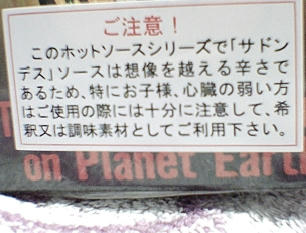 ご注意！
このホットソースシリーズで「サドン
デス」ソースは想像を越える辛さで
あるため、特にお子様、心臓の弱い方
はご使用の際には十分に注意して、希
釈又は調味素材としてご利用下さい。
on Planet Eart